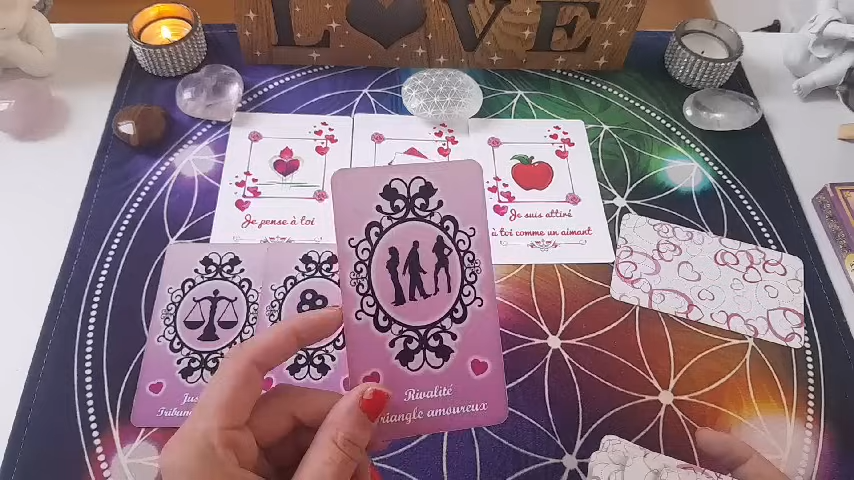 LOVE
Je pense à toi
Je suis attiré
à toi comme un aimant
Rivalité
Triangle amoureux